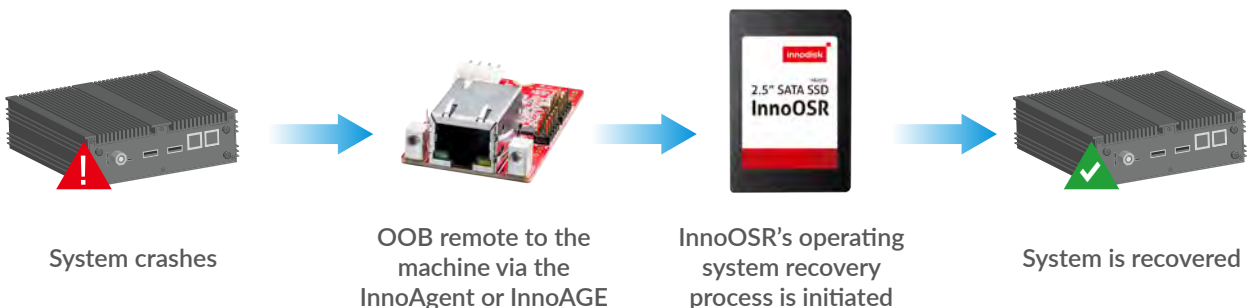 innodisk
2.5" SATA SSD
InnoOSR
System crashes
OOB remote to the
machine via the
InnoAgent or InnoAGE
InnoOSR's operating
system recovery
process is initiated
System is recovered